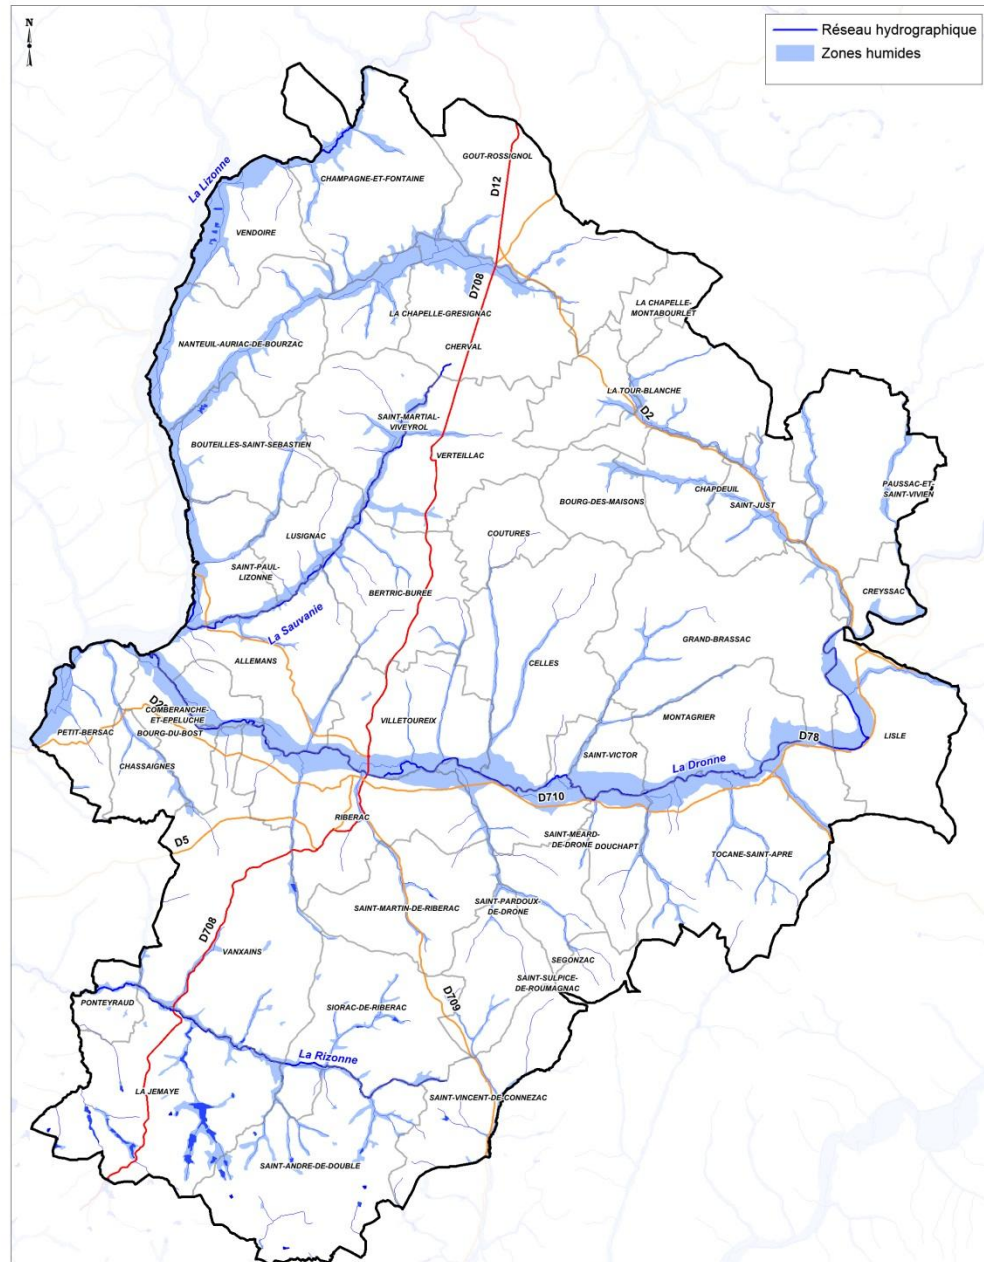 N
Réseau hydrographique
Zones humides
GOUT-ROSSIGNOL
La Lizonne
CHAMPAGNE-ET-FONTAINE
D12
VENDOIRE
D708
LA CHAPELLE-
MONTABOURLET
LA CHAPELLE-GRESIGNAC
NANTEUIL-AURIAC-DE-BOURZAC
CHERVAL
LA TOUR-BLANCHE
D2
SAINT-MARTIAL-
VIVEYROL
BOUTEILLES-SAINT-SEBASTIEN
VERTEILLAC
PAUSSAC-ET-
SAINT-VIVIEN
CHAPDEUIL
BOURG-DES-MAISONS
SAINT-JUST
LUSIGNAC
COUTURES
SAINT-PAUL-
LIZONNE
BERTRIC-BUREE
CREYSSAC
La Sauvanie
GRAND-BRASSAC
ALLEMANS
CELLES
COMBERANCHE-
ET-EPELUCHE
VILLETOUREIX
MONTAGRIER
PETIT-BERSAC
BOURG-DU-BOST
LISLE
D78
SAINT-VICTOR
CHASSAIGNES
La Dronne
D710
RIBERAC
D5
SAINT-MEARD-
DE-DRONE
DOUCHAPT
TOCANE-SAINT-APRE
SAINT-MARTIN-DE-RIBERAC
SAINT-PARDOUX-
DE-DRONE
D708
VANXAINS
SEGONZAC
SAINT-SULPICE-
DE-ROUMAGNAC
PONTEYRAUD
SIORAC-DE-RIBERAC
D709
La Rizonne
LA JEMAYE
SAINT-VINCENT-DE-CONNEZAC
SAINT-ANDRE-DE-DOUBLE